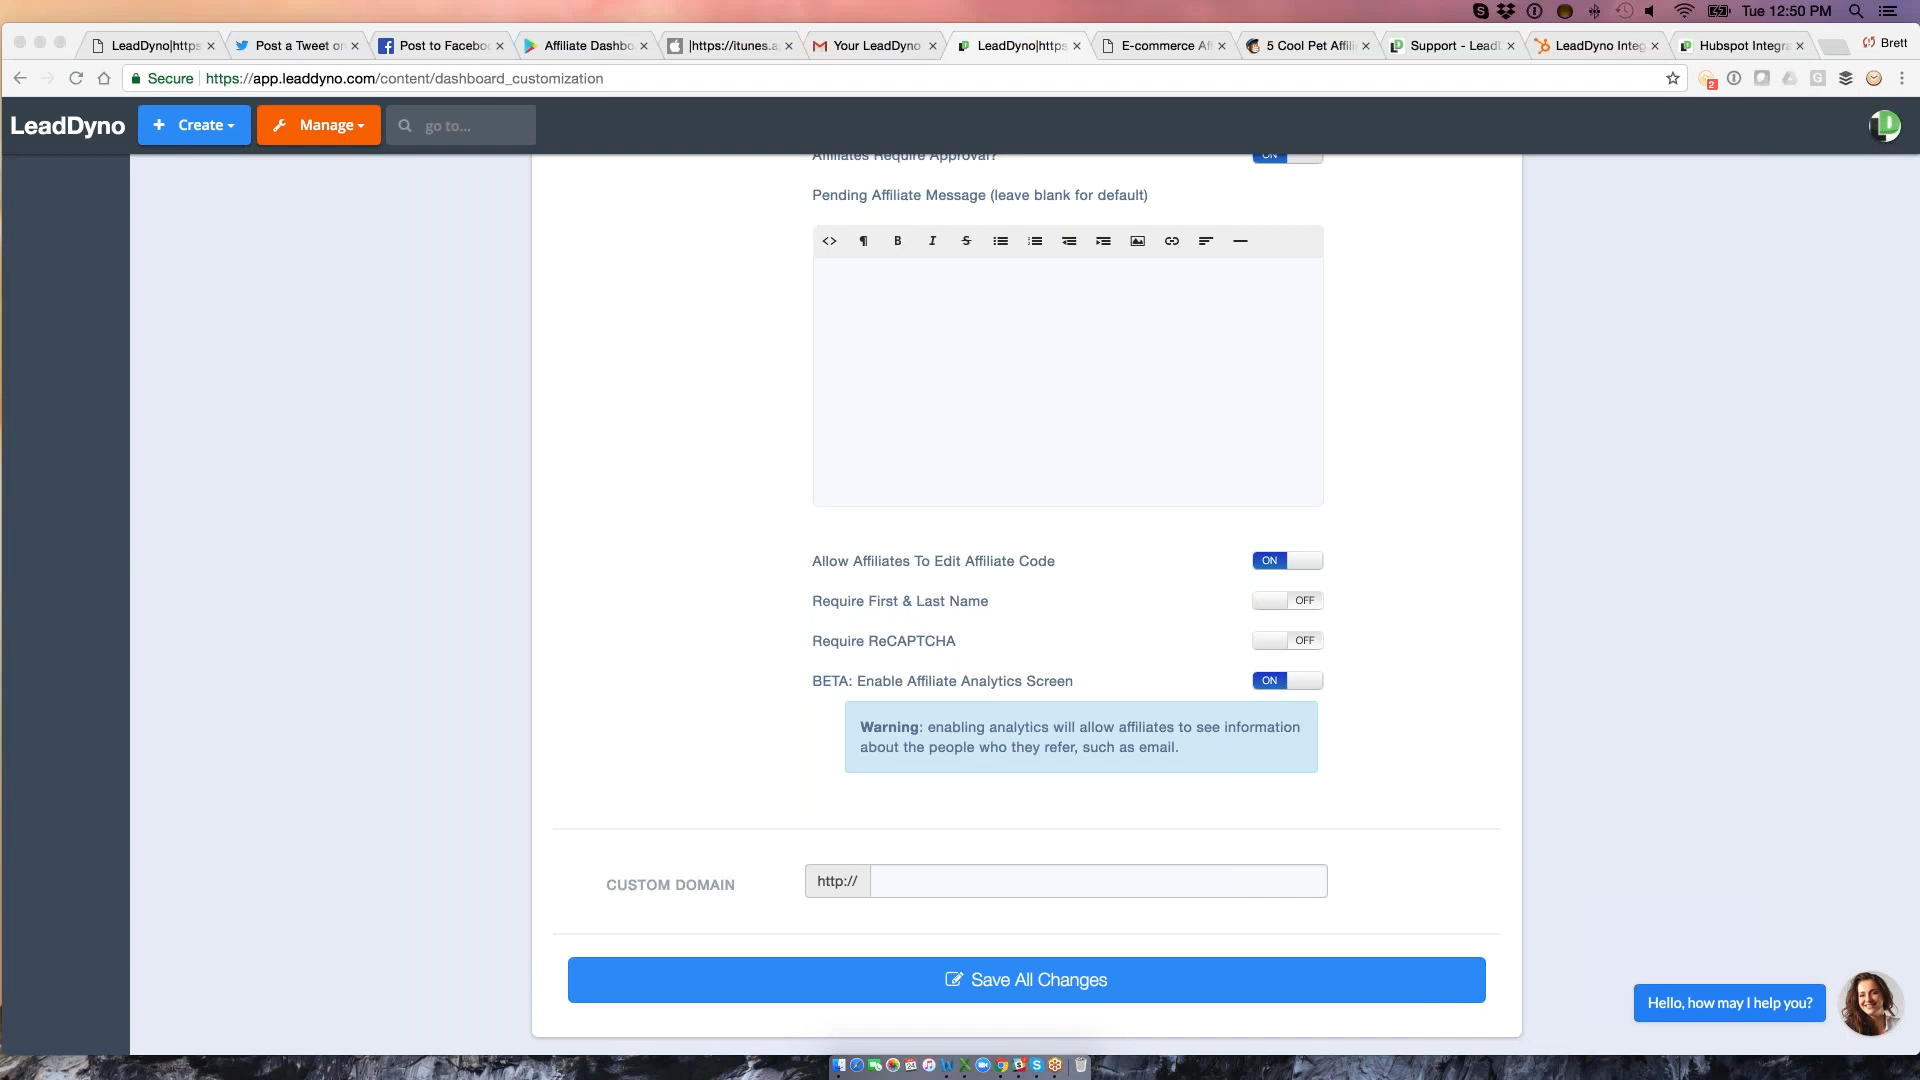 Tue 12:50 PM
LeadDyno|https
Post a Tweet on
Post to Facebo
Affiliate Dashbo
|https://itunes.a
Your LeadDyno
LeadDyno|https
E-commerce Aff
5 Cool Pet Affili
Support - LeadD
LeadDyno Integ
Hubspot Integra
Brett
Secure
https://app.leaddyno.com/content/dashboard_customization
2
LeadDyno
Create
Manage
go to...
Affiliates Require Approval?
ON
Pending Affiliate Message (leave blank for default)
Allow Affiliates To Edit Affiliate Code
ON
Require First & Last Name
OFF
Require ReCAPTCHA
OFF
BETA: Enable Affiliate Analytics Screen
ON
Warning: enabling analytics will allow affiliates to see information
about the people who they refer, such as email.
CUSTOM DOMAIN
http://
Save All Changes
Hello, how may I help you?